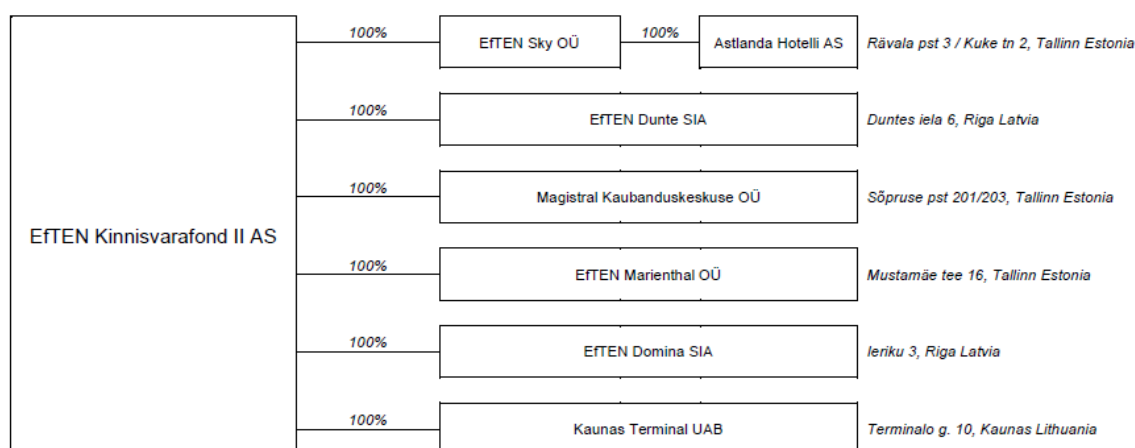 100%
EfTEN Sky OÜ
100%
Astlanda Hotelli AS
Rävala pst 3 / Kuke tn 2, Tallinn Estonia
100%
EfTEN Dunte SIA
Duntes iela 6, Riga Latvia
100%
Magistral Kaubanduskeskuse OÜ
Sõpruse pst 201/203, Tallinn Estonia
EfTEN Kinnisvarafond II AS
100%
EfTEN Marienthal OÜ
Mustamäe tee 16, Tallinn Estonia
100%
EfTEN Domina SIA
Ieriku 3, Riga Latvia
100%
Kaunas Terminal UAB
Terminalo g. 10, Kaunas Lithuania